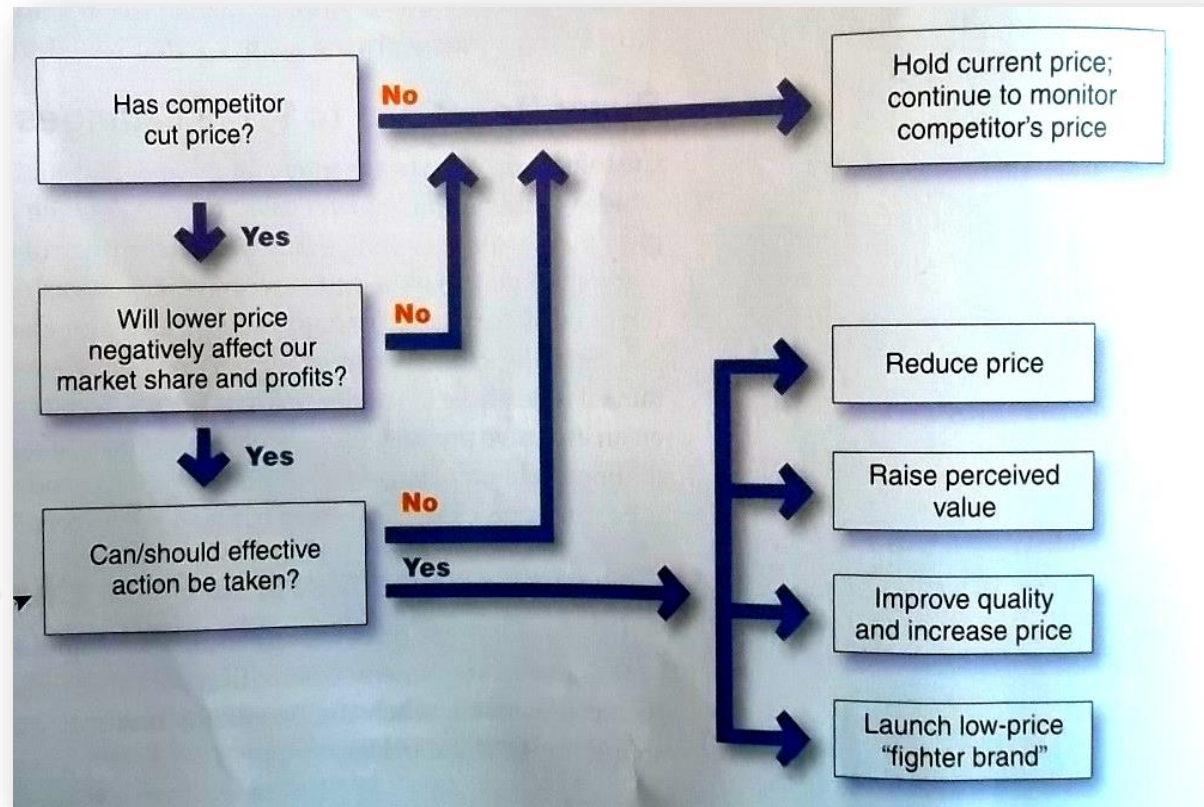 Has competitor
cut price?
No
Hold current price;
continue to monitor
competitor's price
Yes
Will lower price
negatively affect our
market share and profits?
No
Reduce price
Yes
Raise perceived
value
Can/should effective
action be taken?
No
Yes
Improve quality
and increase price
Launch low-price
“fighter brand”